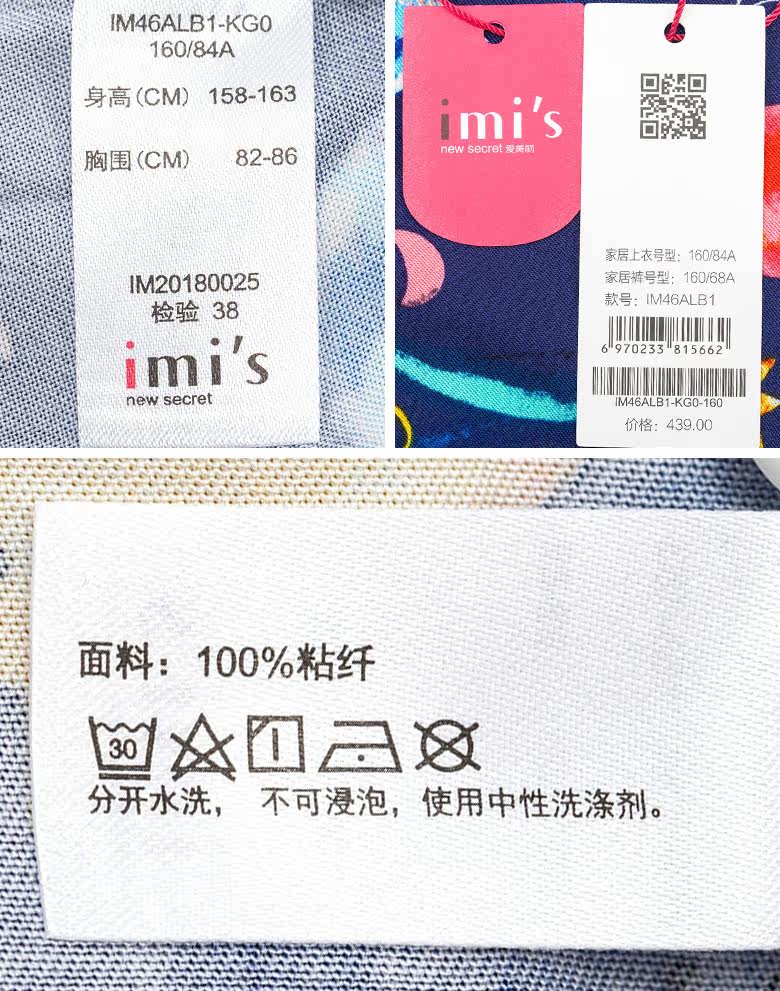 IM46ALB1-KG0
160/84A
身高(CM) 158-163
胸围(CM) 82-86
IM20180025
检验 38
imi's
new secret
imi's
new secret 爱美丽
家居上衣号型: 160/84A
家居裤号型: 160/68A
款号: IM46ALB1
6 970233 815662
IM46ALB1-KG0-160
价格: 439.00
面料: 100%粘纤
30
分开水洗, 不可浸泡, 使用中性洗涤剂。